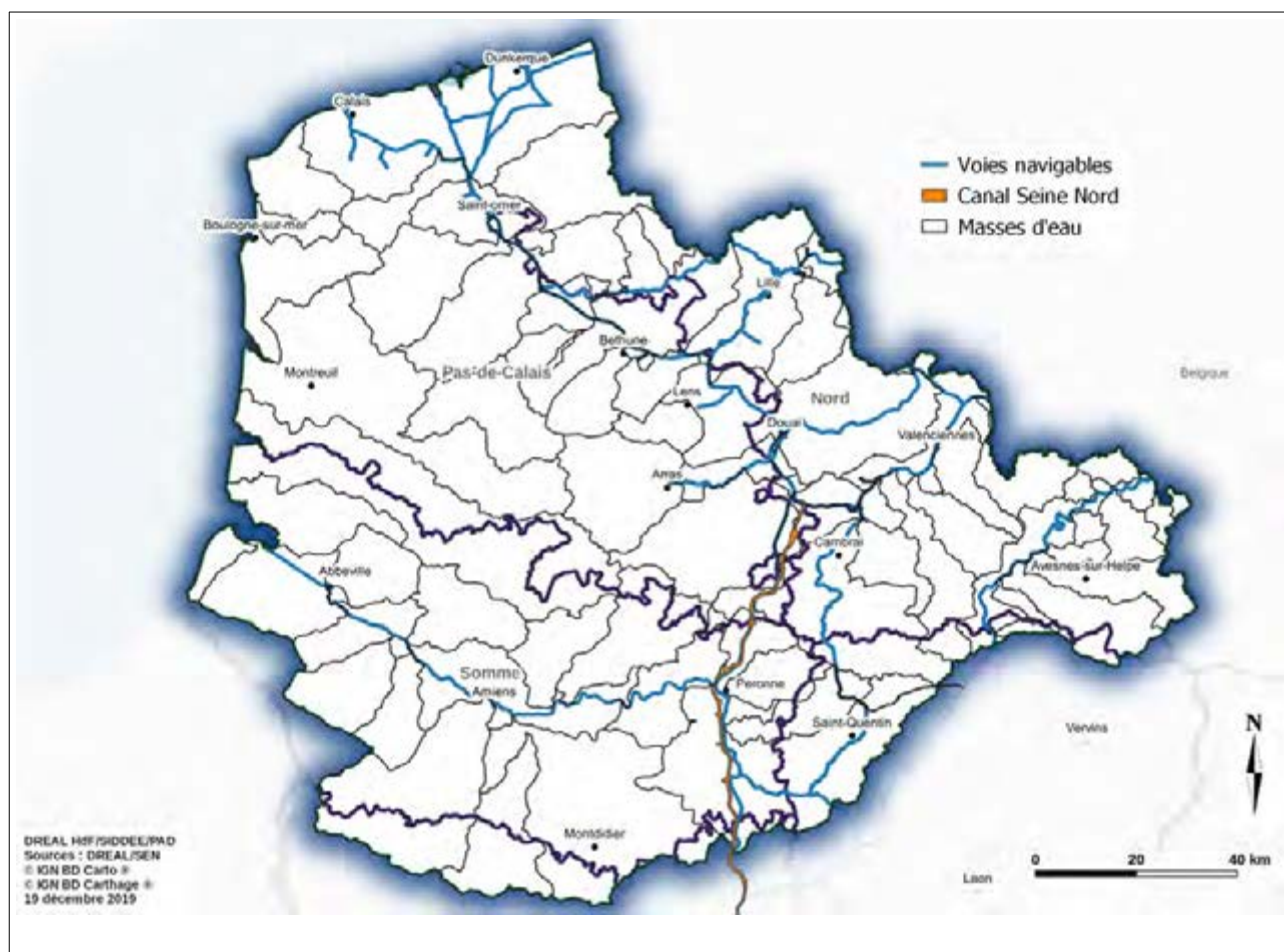 Dunkerque
Calais
Voies navigables
Canal Seine Nord
Saint-omer
Boulogne-sur-mer
Masses d'eau
Lille
Bethune
Montreuil
Pas-de-Calais
Belgique
Lens
Nord
Douai
Valenciennes
Arras
Cambrai
Abbeville
Avesnes-sur-Helpe
Somme
Amiens
Peronne
Saint-Quentin
Vervins
N
Montdidier
DREAL HdF/SIDDEE/PAD
Sources : DREAL/SEN
© IGN BD Carto ®
© IGN BD Carthage ®
19 décembre 2019
0 20 40 km
Laon